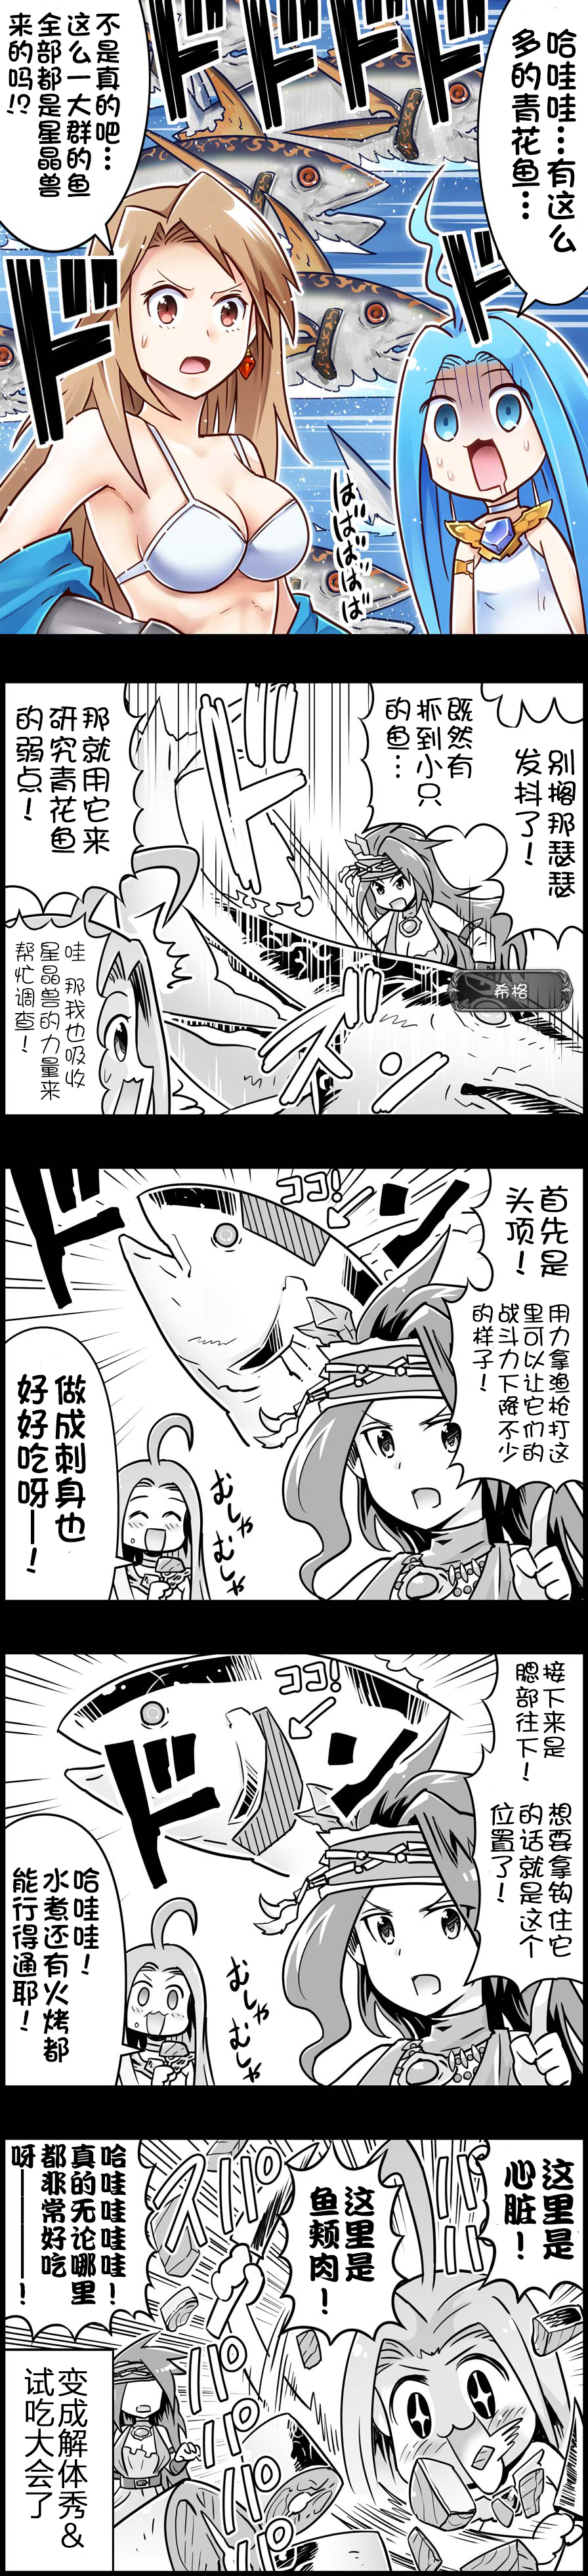 哈哇哇…有这么
多的青花鱼…
不是真的吧…
这么一大群的鱼
全部都是星晶兽
来的吗!?
ドドドド
ド
ド
ばばばばば
别搁那瑟瑟
发抖了！
既然有
抓到小只
的鱼…
那就用它来
研究青花鱼
的弱点！
ド
ズン
希格
哇 那我也吸收
星晶兽的力量来
帮忙调查！
首先是
头顶！
用力拿渔枪打这
里可以让它们的
战斗力下降不少
的样子！
ココ!
ドン
做成刺身也
好好吃呀ー！
むしゃ
むしゃ
接下来是
腮部往下！
想要拿钩住它
的话就是这个
位置了！
ココ!
ドン
哈哇哇！
水煮还有火烤都
能行得通耶！
むしゃ
むしゃ
这里是
心脏！
这里是
鱼颊肉！
哈哇哇哇哇！
真的无论哪里
都非常好吃
呀————！
パパパ
パパパパ
变成解体秀&
试吃大会了